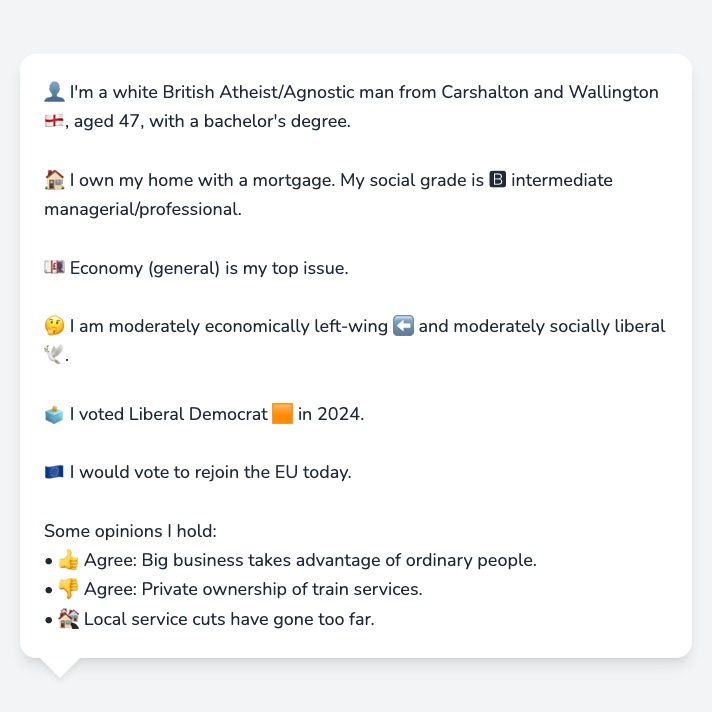 👤 I'm a white British Atheist/Agnostic man from Carshalton and Wallington
🏴󠁧󠁢󠁥󠁮󠁧󠁿, aged 47, with a bachelor's degree.
🏠 I own my home with a mortgage. My social grade is 🅱 intermediate
managerial/professional.
💷 Economy (general) is my top issue.
🤔 I am moderately economically left-wing ⬅️ and moderately socially liberal
🕊️.
🗳️ I voted Liberal Democrat 🟧 in 2024.
🇪🇺 I would vote to rejoin the EU today.
Some opinions I hold:
• 👍 Agree: Big business takes advantage of ordinary people.
• 👎 Agree: Private ownership of train services.
• 🏚️ Local service cuts have gone too far.